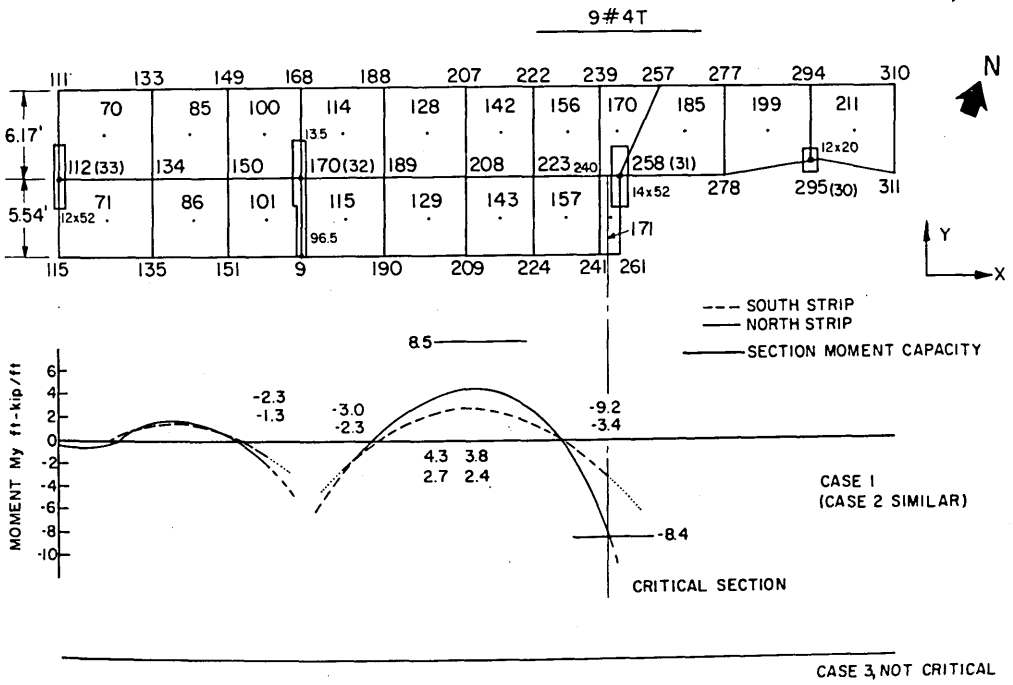 9#4T
111 133 149 168 188 207 222 239 257 277 294 310
N
70 85 100 114 128 142 156 170 185 199 211
6.17'
13.5
12x20
112(33) 134 150 170(32) 189 208 223 240 258(31)
14x52
278 295(30) 311
5.54'
12x52
71 86 101 115 129 143 157
171
96.5
115 135 151 9 190 209 224 241 261
Y
X
SOUTH STRIP
NORTH STRIP
SECTION MOMENT CAPACITY
8.5
MOMENT My ft-kip/ft
6
4
2
0
-2
-4
-6
-8
-10
-2.3
-1.3
-3.0
-2.3
4.3 3.8
2.7 2.4
-9.2
-3.4
-8.4
CASE 1
(CASE 2 SIMILAR)
CRITICAL SECTION
CASE 3, NOT CRITICAL